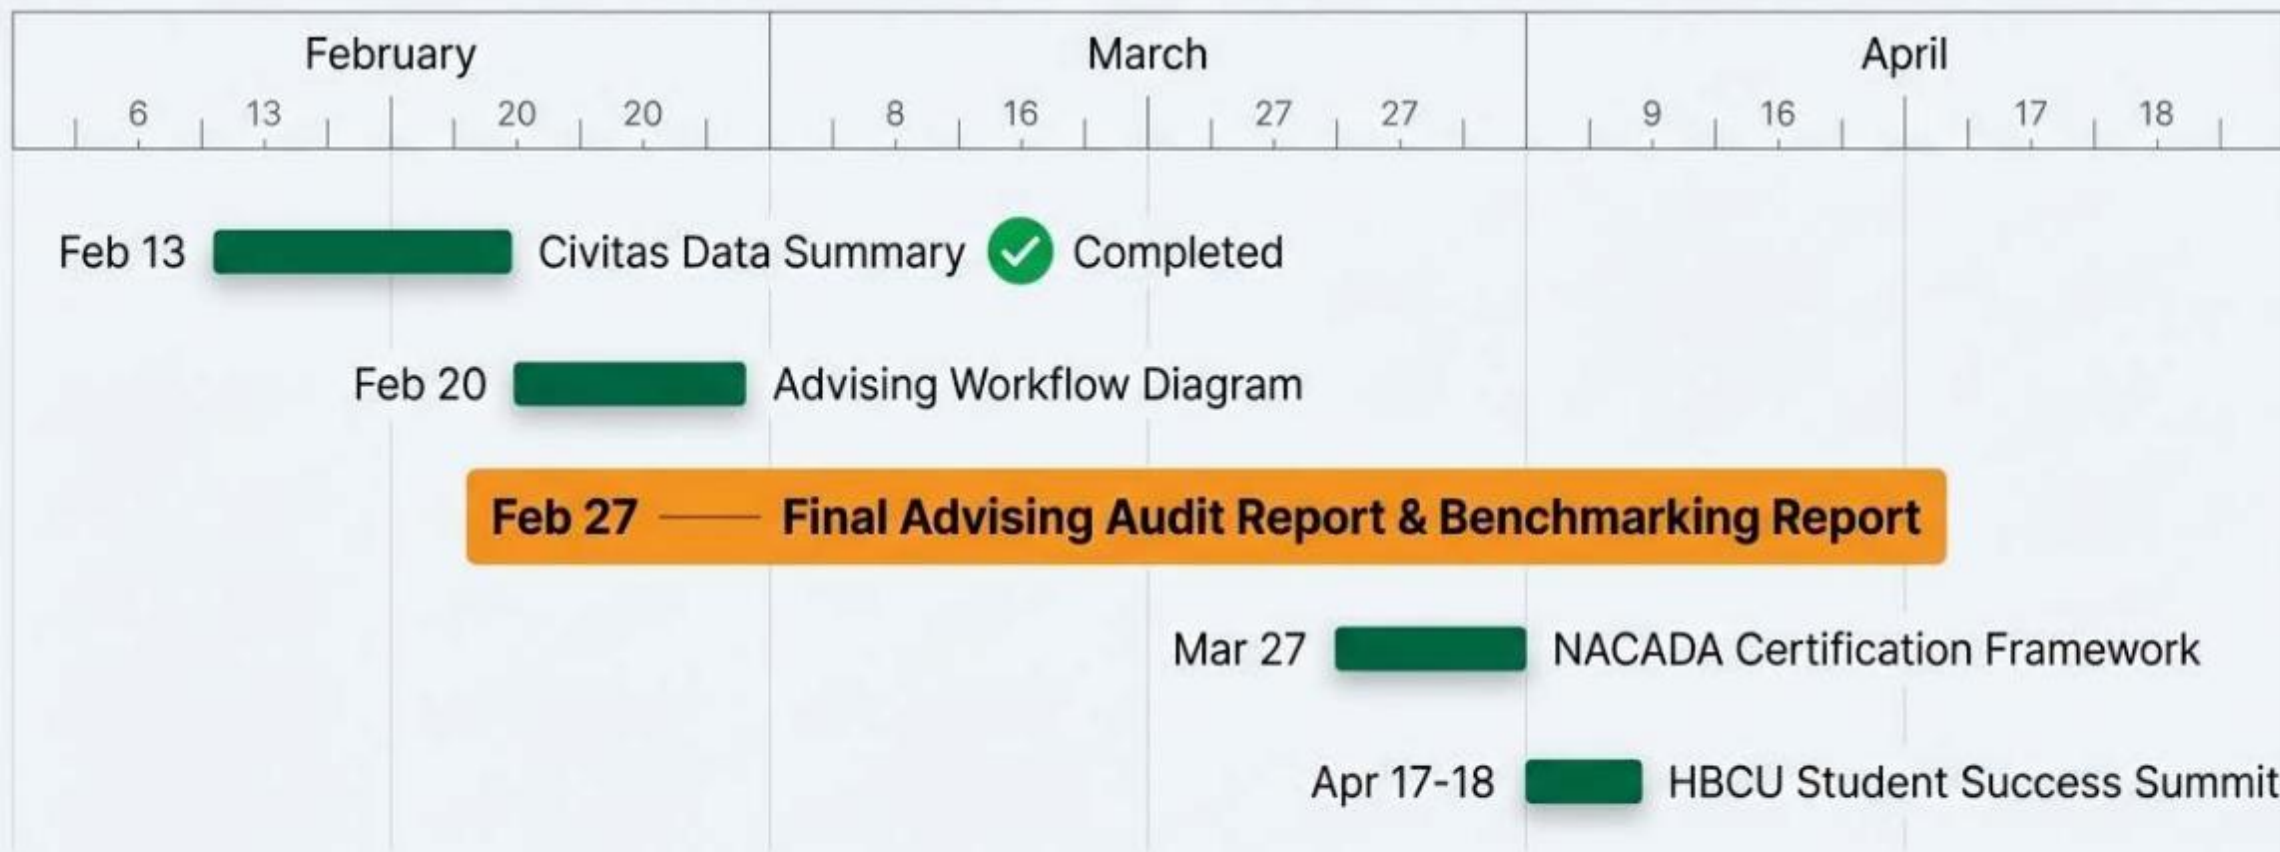 February March April
6 13 20 20 8 16 27 27 9 16 17 18
Feb 13 Civitas Data Summary Completed
Feb 20 Advising Workflow Diagram
Feb 27 Final Advising Audit Report & Benchmarking Report
Mar 27 NACADA Certification Framework
Apr 17-18 HBCU Student Success Summit